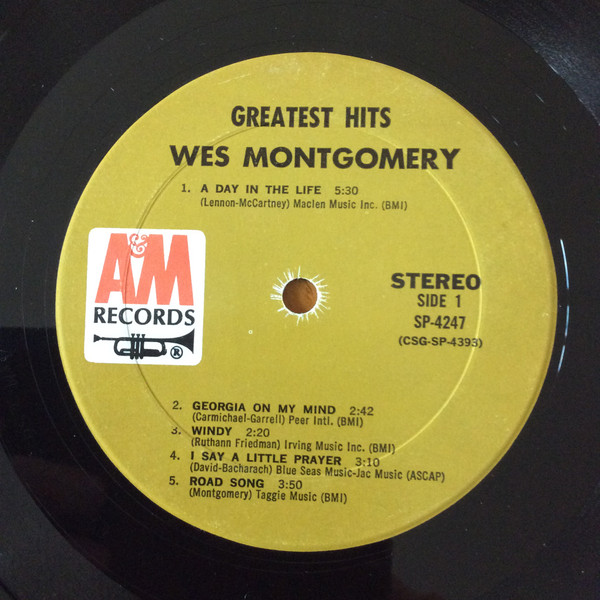 GREATEST HITS
WES MONTGOMERY
1. A DAY IN THE LIFE 5:30
(Lennon-McCartney) Maclen Music Inc. (BMI)
A&M
RECORDS
®
STEREO
SIDE 1
SP-4247
(CSG-SP-4393)
2. GEORGIA ON MY MIND 2:42
(Carmichael-Garrell) Peer Intl. (BMI)
3. WINDY 2:20
(Ruthann Friedman) Irving Music Inc. (BMI)
4. I SAY A LITTLE PRAYER 3:10
(David-Bacharach) Blue Seas Music-Jac Music (ASCAP)
5. ROAD SONG 3:50
(Montgomery) Taggie Music (BMI)